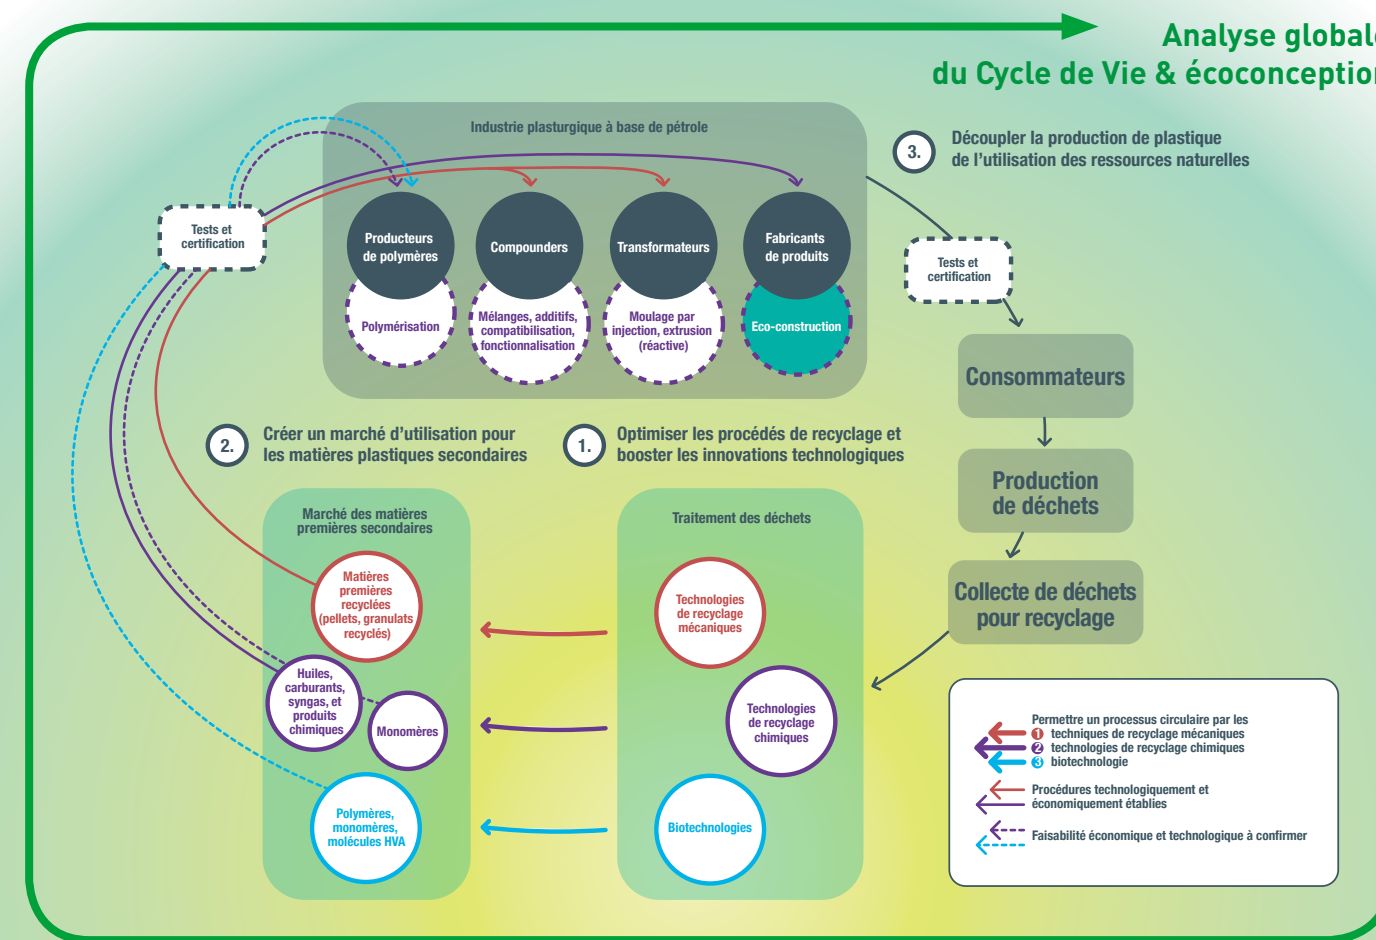 Analyse globale
du Cycle de Vie & écoconception
Industrie plasturgique à base de pétrole
3.
Découpler la production de plastique
de l'utilisation des ressources naturelles
Tests et
certification
Producteurs
de polymères
Compounders
Transformateurs
Fabricants
de produits
Polymérisation
Mélanges, additifs,
compatibilisation,
fonctionnalisation
Moulage par
injection, extrusion
(réactive)
Eco-construction
Tests et
certification
Consommateurs
Production
de déchets
Collecte de déchets
pour recyclage
2.
Créer un marché d'utilisation pour
les matières plastiques secondaires
1.
Optimiser les procédés de recyclage et
booster les innovations technologiques
Marché des matières
premières secondaires
Matières
premières
recyclées
(pellets, granulats
recyclés)
Huiles,
carburants,
syngas, et
produits
chimiques
Monomères
Polymères,
monomères,
molécules HVA
Traitement des déchets
Technologies
de recyclage
mécaniques
Technologies
de recyclage
chimiques
Biotechnologies
Permettre un processus circulaire par les
1 techniques de recyclage mécaniques
2 technologies de recyclage chimiques
3 biotechnologie
Procédures technologiquement et
économiquement établies
Faisabilité économique et technologique à confirmer